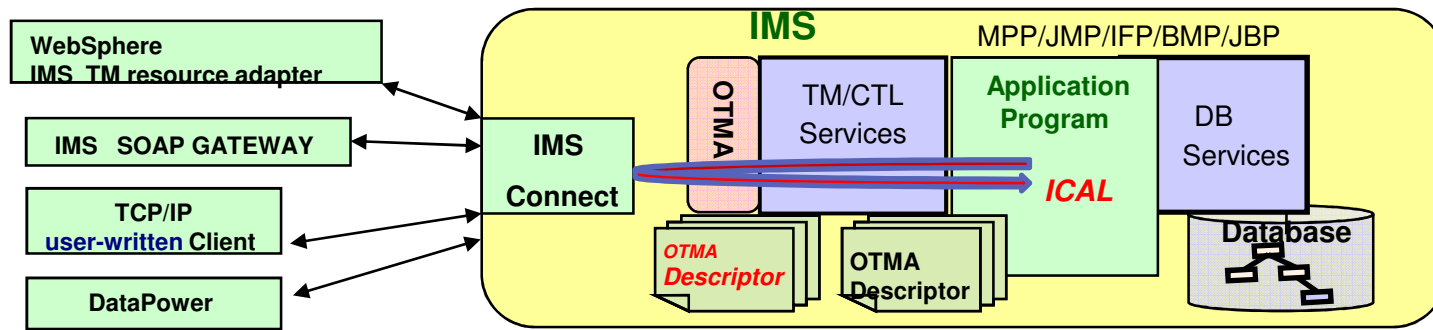 WebSphere
IMS TM resource adapter
IMS SOAP GATEWAY
TCP/IP
user-written Client
DataPower
IMS
Connect
IMS
MPP/JMP/IFP/BMP/JBP
OTMA
TM/CTL
Services
Application
Program
ICAL
DB
Services
OTMA
Descriptor
OTMA
Descriptor
Database